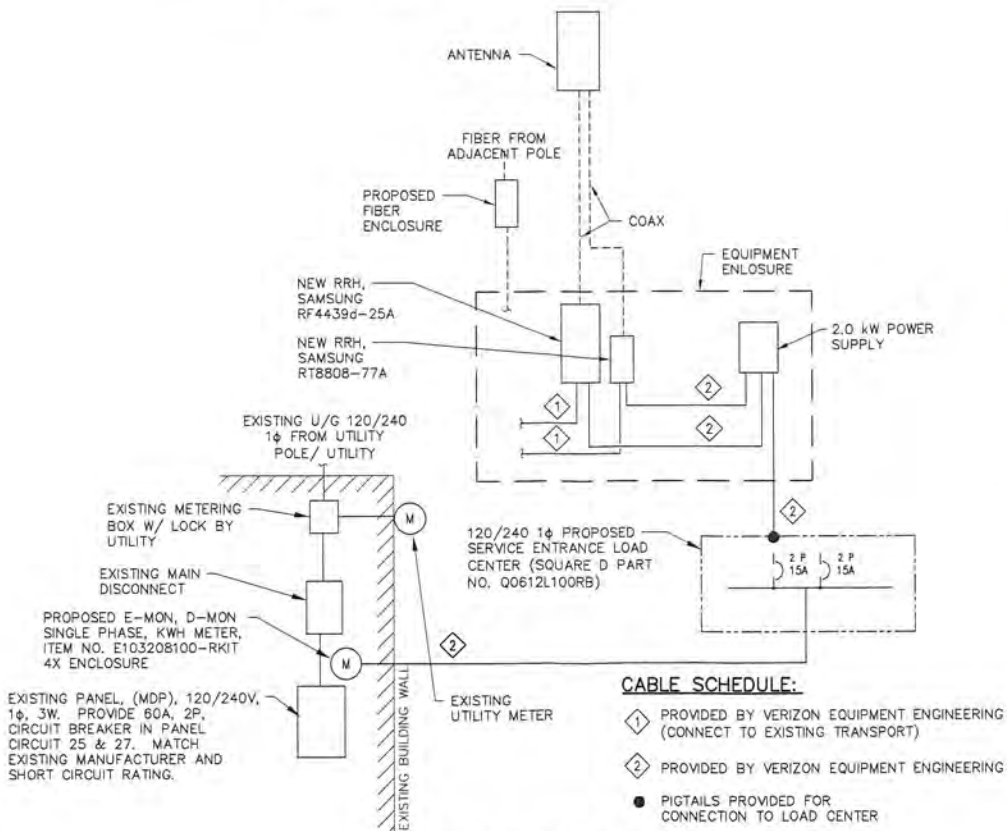 ANTENNA
FIBER FROM
ADJACENT POLE
PROPOSED
FIBER
ENCLOSURE
COAX
EQUIPMENT
ENLOSURE
NEW RRH,
SAMSUNG
RF4439d-25A
NEW RRH,
SAMSUNG
RT8808-77A
2.0 kW POWER
SUPPLY
1
1
2
2
2
EXISTING U/G 120/240
1ϕ FROM UTILITY
POLE/ UTILITY
EXISTING METERING
BOX W/ LOCK BY
UTILITY
M
EXISTING MAIN
DISCONNECT
120/240 1ϕ PROPOSED
SERVICE ENTRANCE LOAD
CENTER (SQUARE D PART
NO. Q0612L100RB)
2 P
15A
2 P
15A
PROPOSED E-MON, D-MON
SINGLE PHASE, KWH METER,
ITEM NO. E103208100-RKIT
4X ENCLOSURE
M
2
EXISTING
UTILITY METER
EXISTING PANEL, (MDP), 120/240V,
1ϕ, 3W. PROVIDE 60A, 2P,
CIRCUIT BREAKER IN PANEL
CIRCUIT 25 & 27. MATCH
EXISTING MANUFACTURER AND
SHORT CIRCUIT RATING.
EXISTING BUILDING WALL
CABLE SCHEDULE:
1 PROVIDED BY VERIZON EQUIPMENT ENGINEERING
(CONNECT TO EXISTING TRANSPORT)
2 PROVIDED BY VERIZON EQUIPMENT ENGINEERING
● PIGTAILS PROVIDED FOR
CONNECTION TO LOAD CENTER